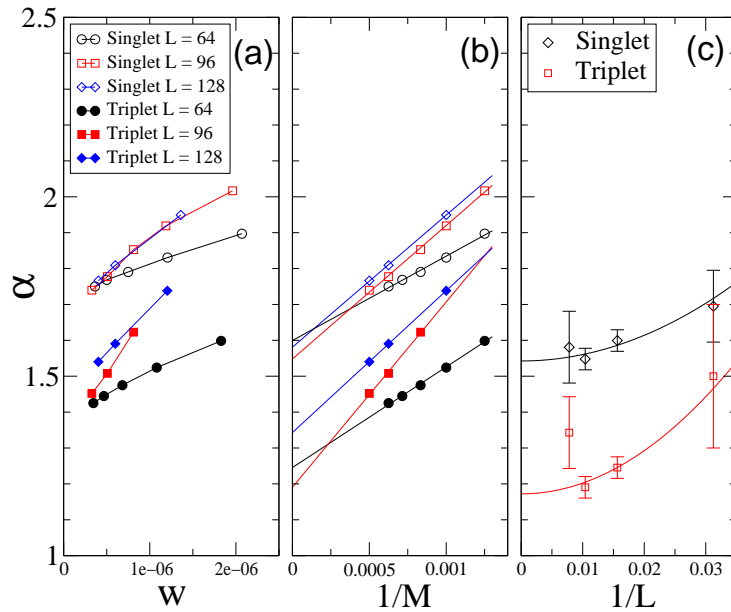 2.5
2
1.5
1
α
Singlet L = 64
Singlet L = 96
Singlet L = 128
Triplet L = 64
Triplet L = 96
Triplet L = 128
(a)
(b)
(c)
Singlet
Triplet
0 1e-06 2e-06
w
0 0.0005 0.001
1/M
0 0.01 0.02 0.03
1/L